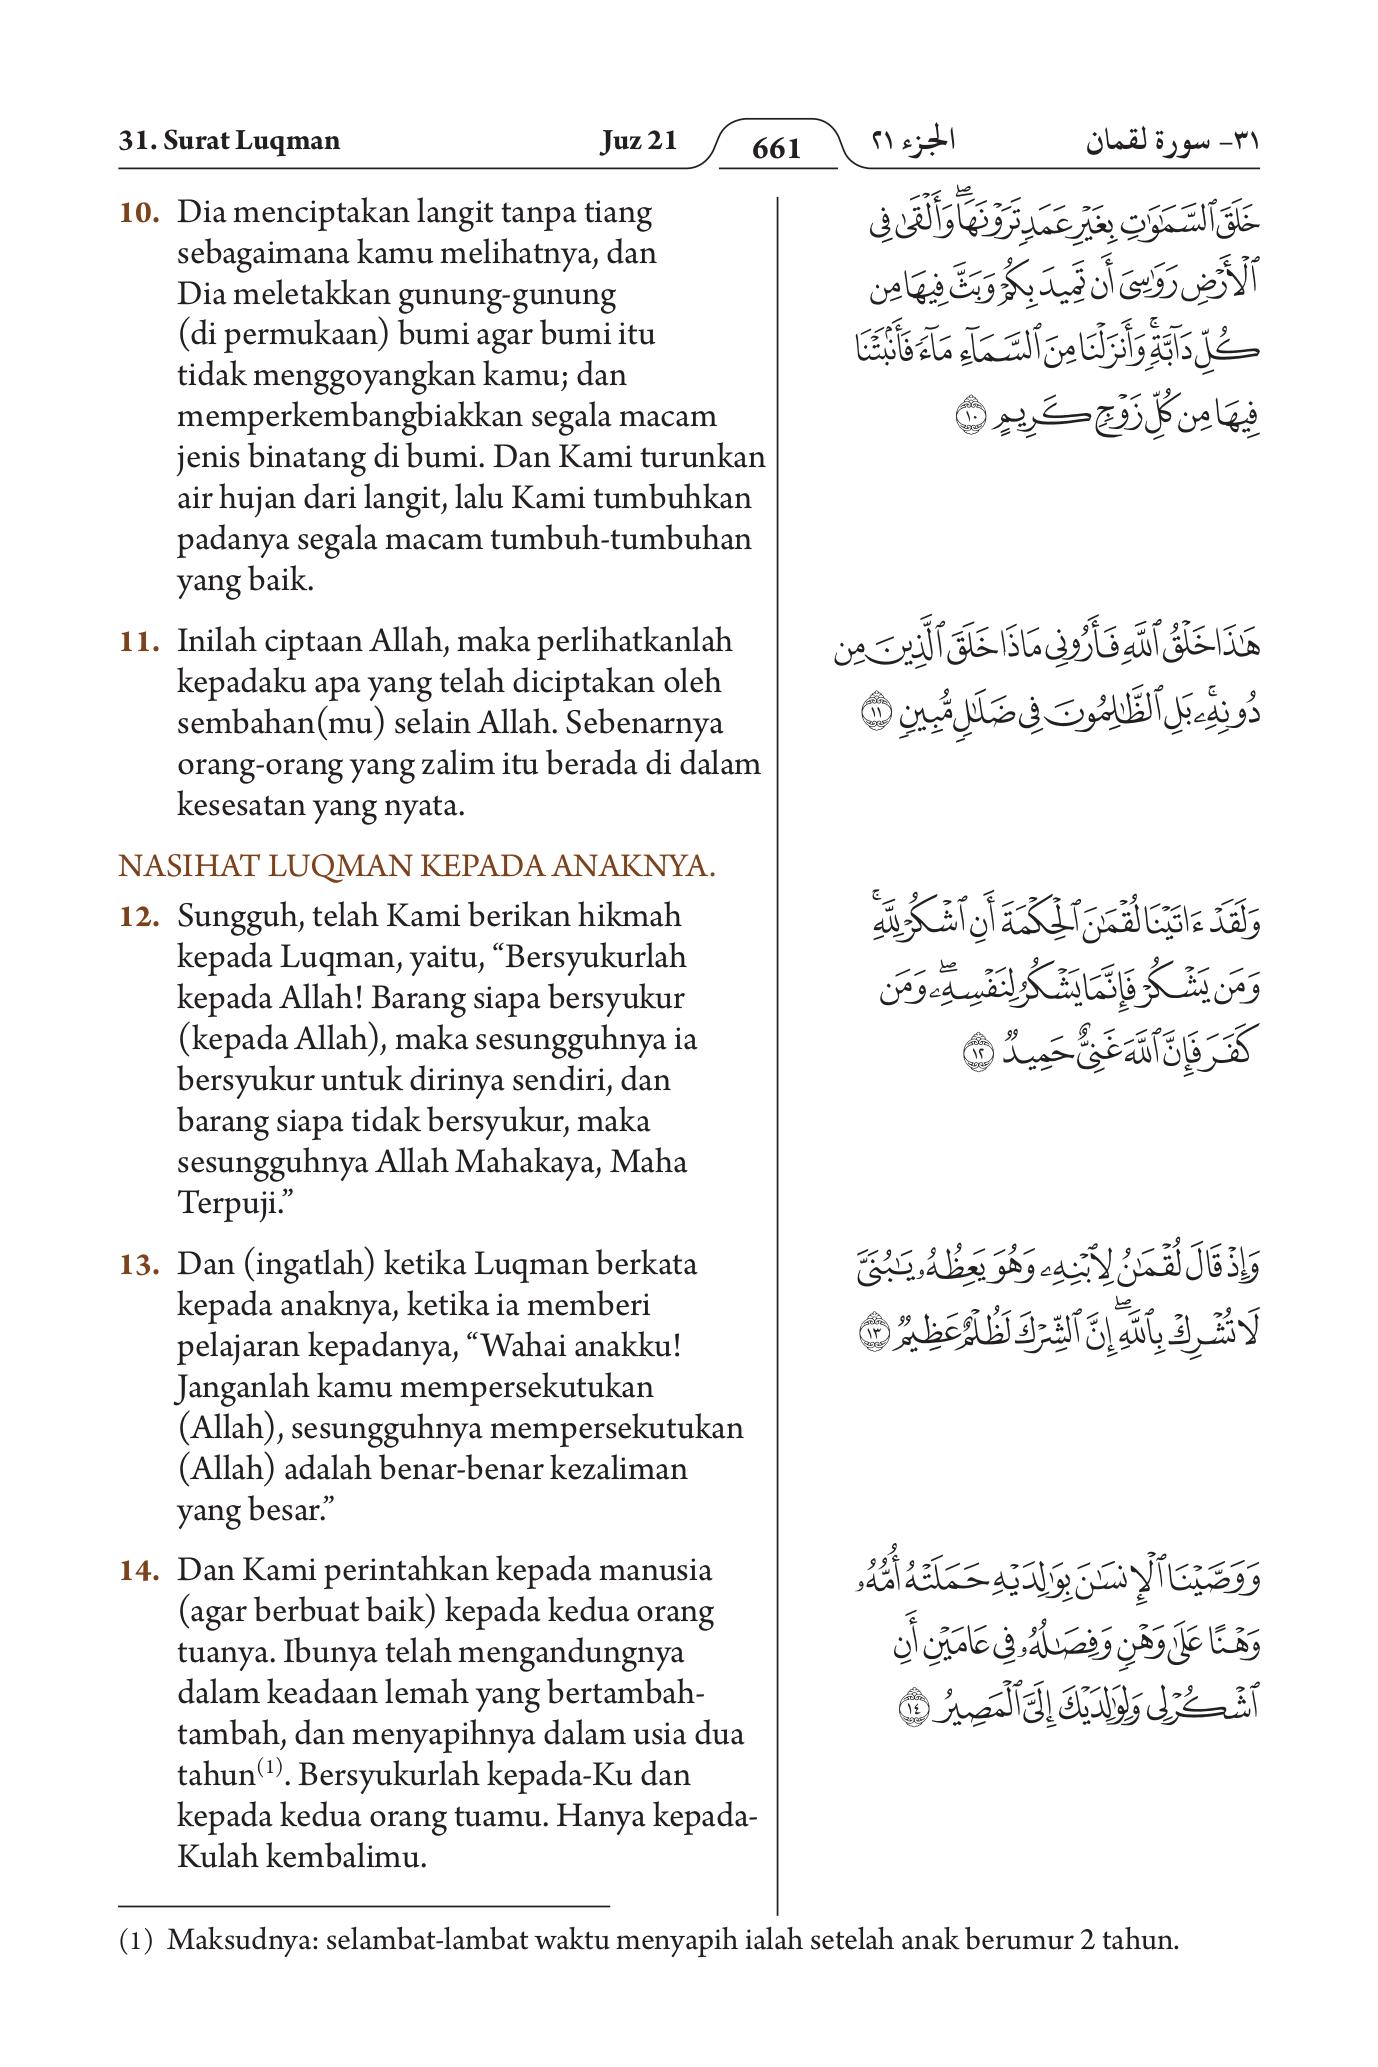 31. Surat Luqman Juz 21 661 الجزء ٢١ ٣١- سورة لقمان
10. Dia menciptakan langit tanpa tiang
sebagaimana kamu melihatnya, dan
Dia meletakkan gunung-gunung
(di permukaan) bumi agar bumi itu
tidak menggoyangkan kamu; dan
memperkembangbiakkan segala macam
jenis binatang di bumi. Dan Kami turunkan
air hujan dari langit, lalu Kami tumbuhkan
padanya segala macam tumbuh-tumbuhan
yang baik.
خَلَقَ ٱلسَّمَـٰوَٰتِ بِغَيۡرِ عَمَدٖ تَرَوۡنَهَاۖ وَأَلۡقَىٰ فِي
ٱلۡأَرۡضِ رَوَٰسِيَ أَن تَمِيدَ بِكُمۡ وَبَثَّ فِيهَا مِن
كُلِّ دَآبَّةٖۚ وَأَنزَلۡنَا مِنَ ٱلسَّمَآءِ مَآءٗ فَأَنۢبَتۡنَا
فِيهَا مِن كُلِّ زَوۡجٖ كَرِيمٍ ١٠
11. Inilah ciptaan Allah, maka perlihatkanlah
kepadaku apa yang telah diciptakan oleh
sembahan(mu) selain Allah. Sebenarnya
orang-orang yang zalim itu berada di dalam
kesesatan yang nyata.
هَٰذَا خَلۡقُ ٱللَّهِ فَأَرُونِي مَاذَا خَلَقَ ٱلَّذِينَ مِن
دُونِهِۦۚ بَلِ ٱلظَّـٰلِمُونَ فِي ضَلَٰلٖ مُّبِينٖ ١١
NASIHAT LUQMAN KEPADA ANAKNYA.
12. Sungguh, telah Kami berikan hikmah
kepada Luqman, yaitu, “Bersyukurlah
kepada Allah! Barang siapa bersyukur
(kepada Allah), maka sesungguhnya ia
bersyukur untuk dirinya sendiri, dan
barang siapa tidak bersyukur, maka
sesungguhnya Allah Mahakaya, Maha
Terpuji.”
وَلَقَدۡ ءَاتَيۡنَا لُقۡمَٰنَ ٱلۡحِكۡمَةَ أَنِ ٱشۡكُرۡ لِلَّهِۚ
وَمَن يَشۡكُرۡ فَإِنَّمَا يَشۡكُرُ لِنَفۡسِهِۦۖ وَمَن
كَفَرَ فَإِنَّ ٱللَّهَ غَنِيٌّ حَمِيدٞ ١٢
13. Dan (ingatlah) ketika Luqman berkata
kepada anaknya, ketika ia memberi
pelajaran kepadanya, “Wahai anakku!
Janganlah kamu mempersekutukan
(Allah), sesungguhnya mempersekutukan
(Allah) adalah benar-benar kezaliman
yang besar.”
وَإِذۡ قَالَ لُقۡمَٰنُ لِٱبۡنِهِۦ وَهُوَ يَعِظُهُۥ يَٰبُنَيَّ
لَا تُشۡرِكۡ بِٱللَّهِۖ إِنَّ ٱلشِّرۡكَ لَظُلۡمٌ عَظِيمٞ ١٣
14. Dan Kami perintahkan kepada manusia
(agar berbuat baik) kepada kedua orang
tuanya. Ibunya telah mengandungnya
dalam keadaan lemah yang bertambah-
tambah, dan menyapihnya dalam usia dua
tahun⁽¹⁾. Bersyukurlah kepada-Ku dan
kepada kedua orang tuamu. Hanya kepada-
Kulah kembalimu.
وَوَصَّيۡنَا ٱلۡإِنسَٰنَ بِوَٰلِدَيۡهِ حَمَلَتۡهُ أُمُّهُۥ
وَهۡنًا عَلَىٰ وَهۡنٖ وَفِصَٰلُهُۥ فِي عَامَيۡنِ أَنِ
ٱشۡكُرۡ لِي وَلِوَٰلِدَيۡكَ إِلَيَّ ٱلۡمَصِيرُ ١٤
(1) Maksudnya: selambat-lambat waktu menyapih ialah setelah anak berumur 2 tahun.